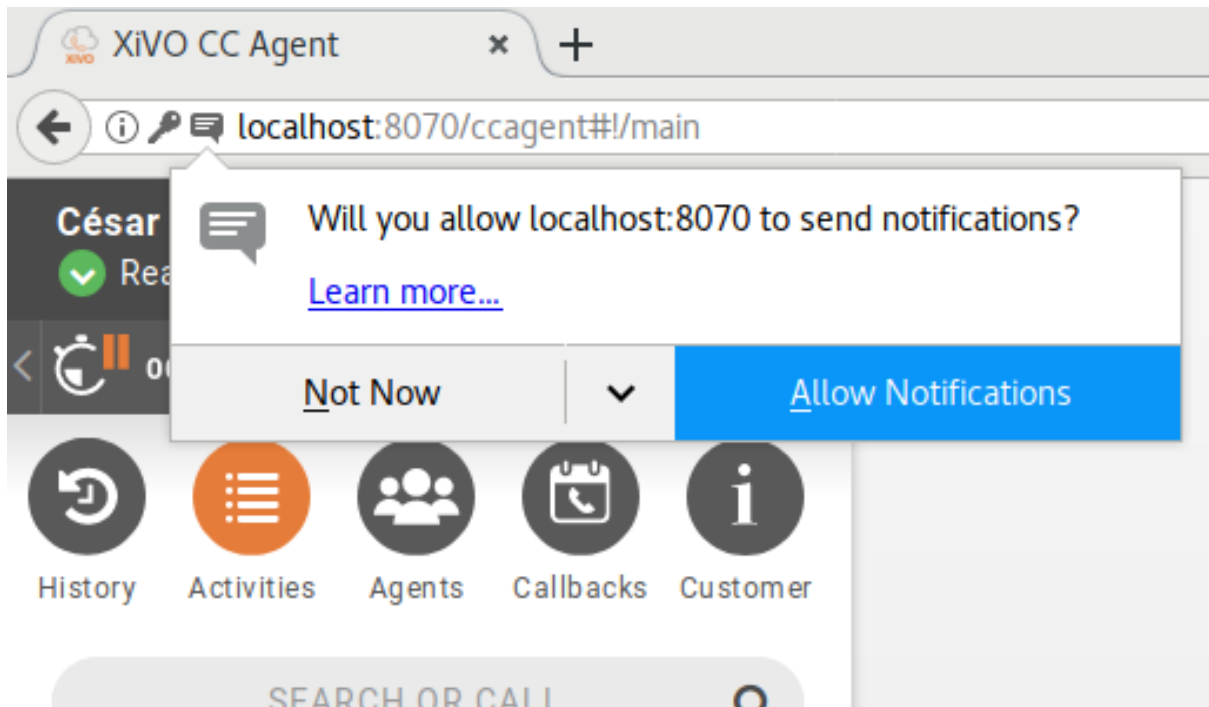 XiVO CC Agent
localhost:8070/ccagent#!/main
Will you allow localhost:8070 to send notifications?
Learn more...
César
Not Now
Allow Notifications
History Activities Agents Callbacks Customer
SEARCH OR CALL